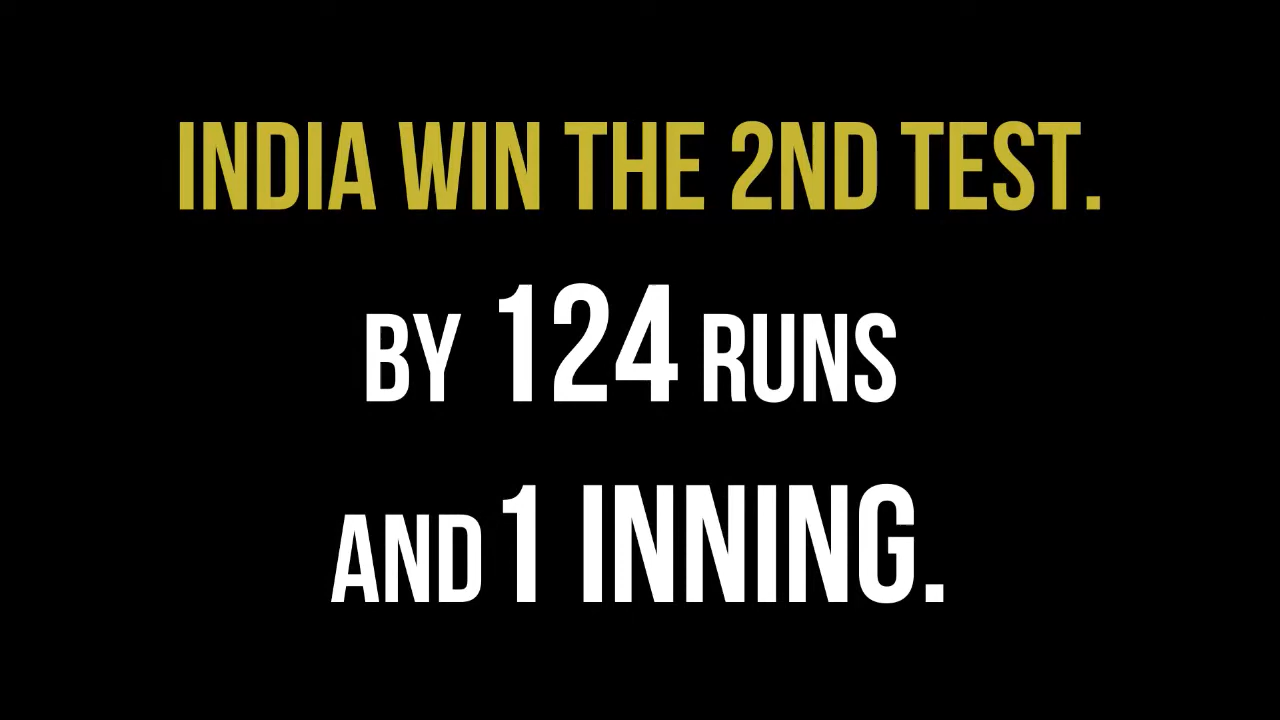 INDIA WIN THE 2ND TEST.
BY 124 RUNS
AND 1 INNING.